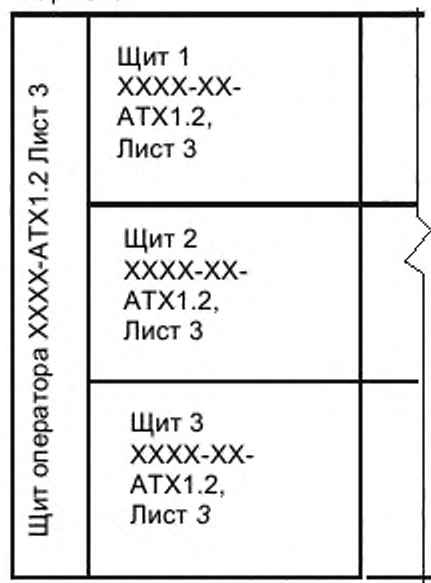 Щит оператора XXXX-ATX1.2 Лист 3
Щит 1
XXXX-XX-
ATX1.2,
Лист 3
Щит 2
XXXX-XX-
ATX1.2,
Лист 3
Щит 3
XXXX-XX-
ATX1.2,
Лист 3